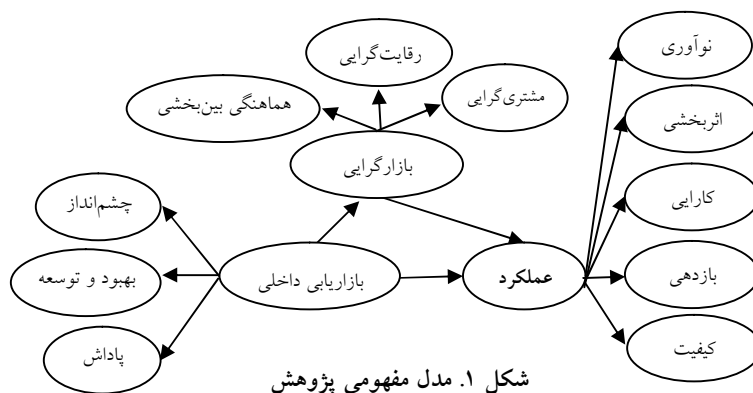 نوآوری
رقابت‌گرایی
مشتری‌گرایی
هماهنگی بین‌بخشی
اثربخشی
بازارگرایی
کارایی
چشم‌انداز
بازاریابی داخلی
عملکرد
بهبود و توسعه
بازدهی
پاداش
کیفیت
شکل ۱. مدل مفهومی پژوهش